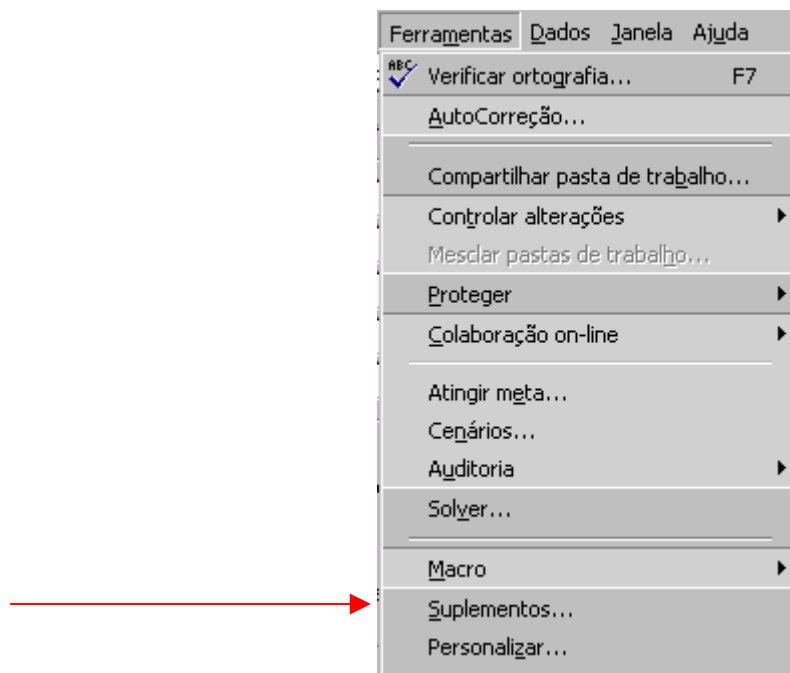 Ferramentas Dados Janela Ajuda
ABC Verificar ortografia... F7
AutoCorreção...
Compartilhar pasta de trabalho...
Controlar alterações
Mesclar pastas de trabalho...
Proteger
Colaboração on-line
Atingir meta...
Cenários...
Auditoria
Solver...
Macro
Suplementos...
Personalizar...